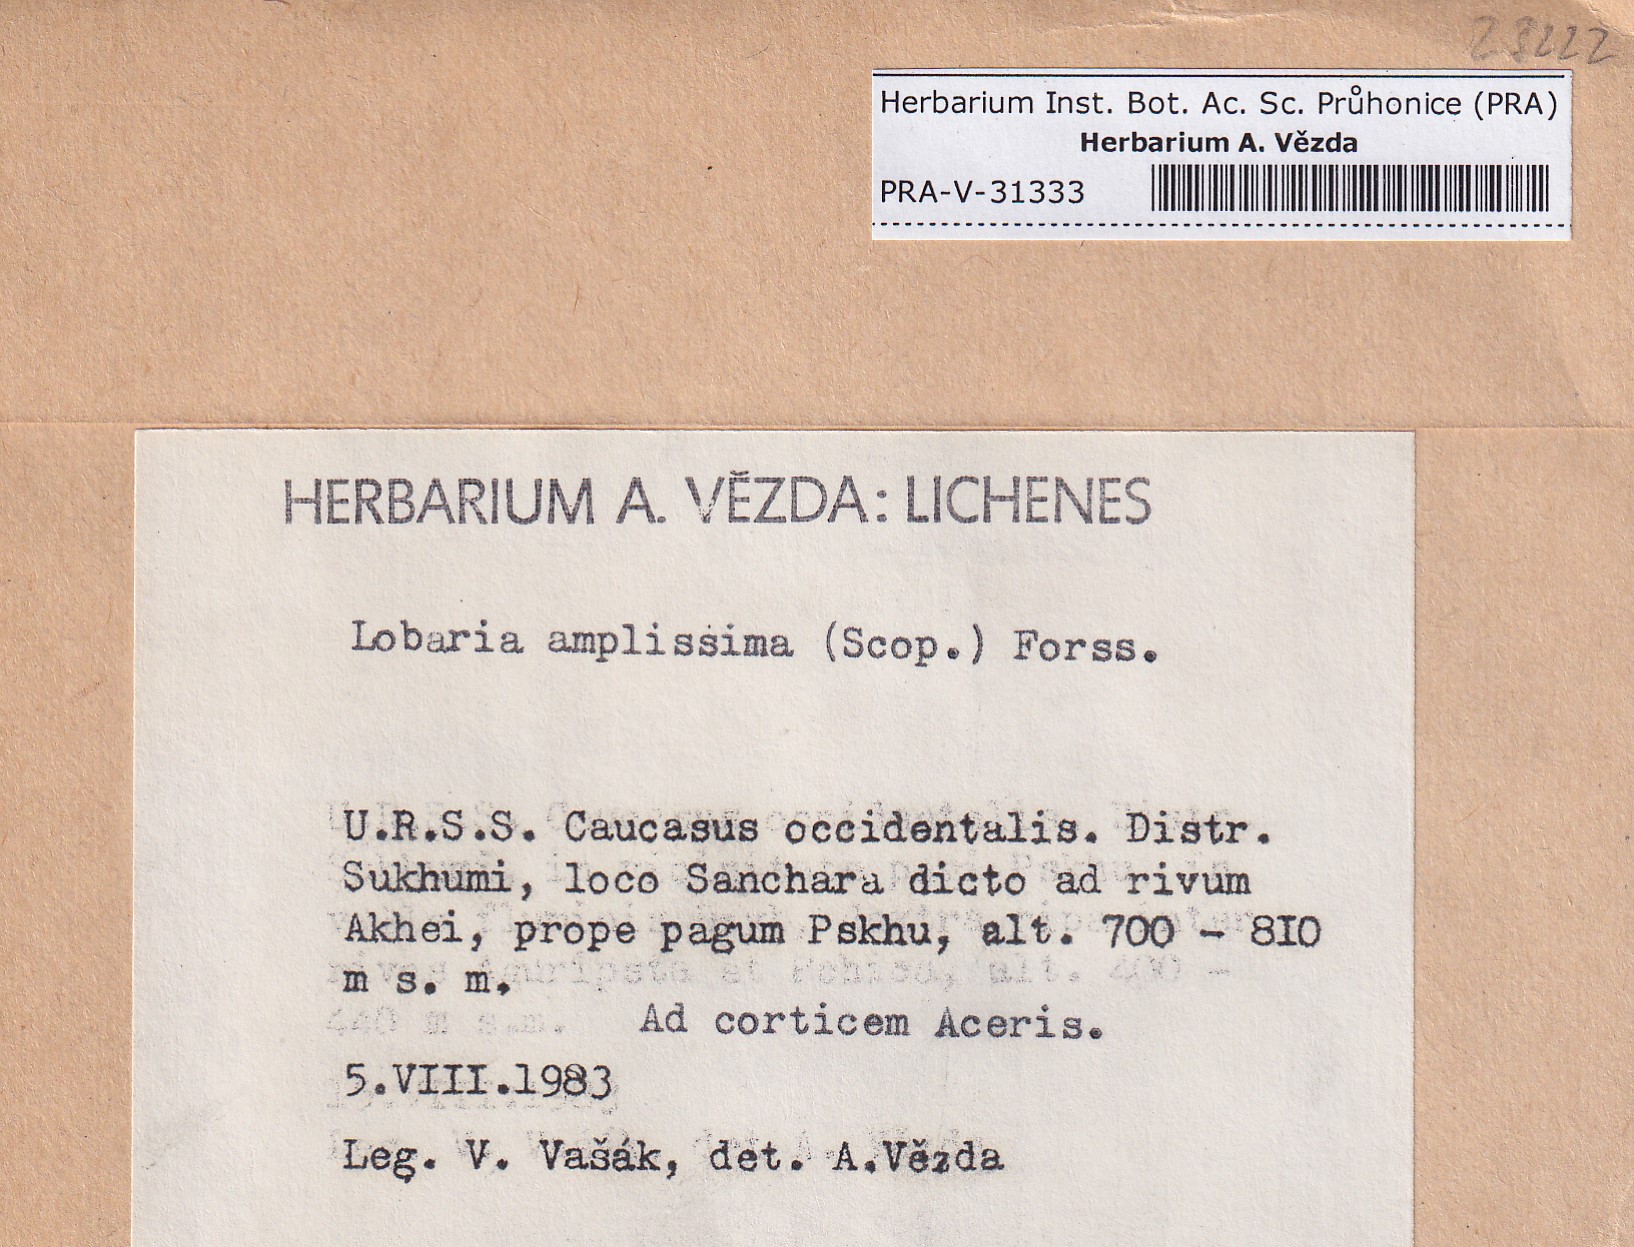 28222
Herbarium Inst. Bot. Ac. Sc. Průhonice (PRA)
Herbarium A. Vězda
PRA-V-31333
HERBARIUM A. VĚZDA: LICHENES
Lobaria amplissima (Scop.) Forss.
U.R.S.S. Caucasus occidentalis. Distr.
Sukhumi, loco Sanchara dicto ad rivum
Akhei, prope pagum Pskhu, alt. 700 - 8I0
m s. m.
Ad corticem Aceris.
5.VIII.1983
Leg. V. Vašák, det. A.Vězda